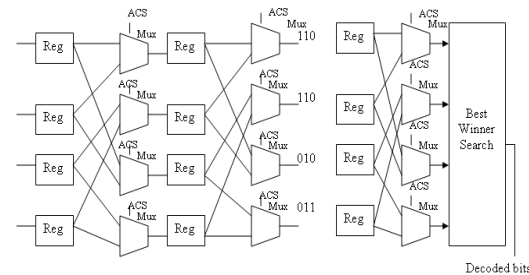 ACS
Mux
ACS
Mux
ACS
Mux
Reg
Reg
110
Reg
ACS
Mux
ACS
Mux
ACS
Mux
Reg
Reg
110
Reg
Best
Winner
Search
ACS
Mux
ACS
Mux
ACS
Mux
Reg
Reg
010
Reg
ACS
Mux
ACS
Mux
ACS
Mux
Reg
Reg
011
Reg
Decoded bits